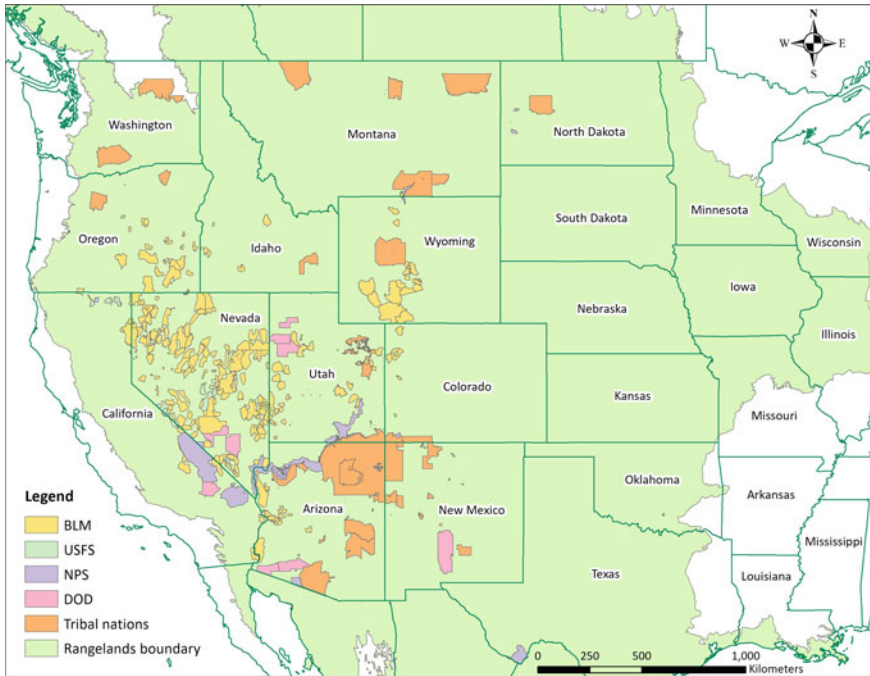 N
W E
S
Washington
Montana
North Dakota
Oregon
Idaho
Wyoming
South Dakota
Minnesota
Wisconsin
Nevada
Nebraska
Iowa
Illinois
Utah
Colorado
Kansas
Missouri
California
Oklahoma
Arkansas
Mississippi
Arizona
New Mexico
Texas
Louisiana
Legend
BLM
USFS
NPS
DOD
Tribal nations
Rangelands boundary
0 250 500 1,000
Kilometers